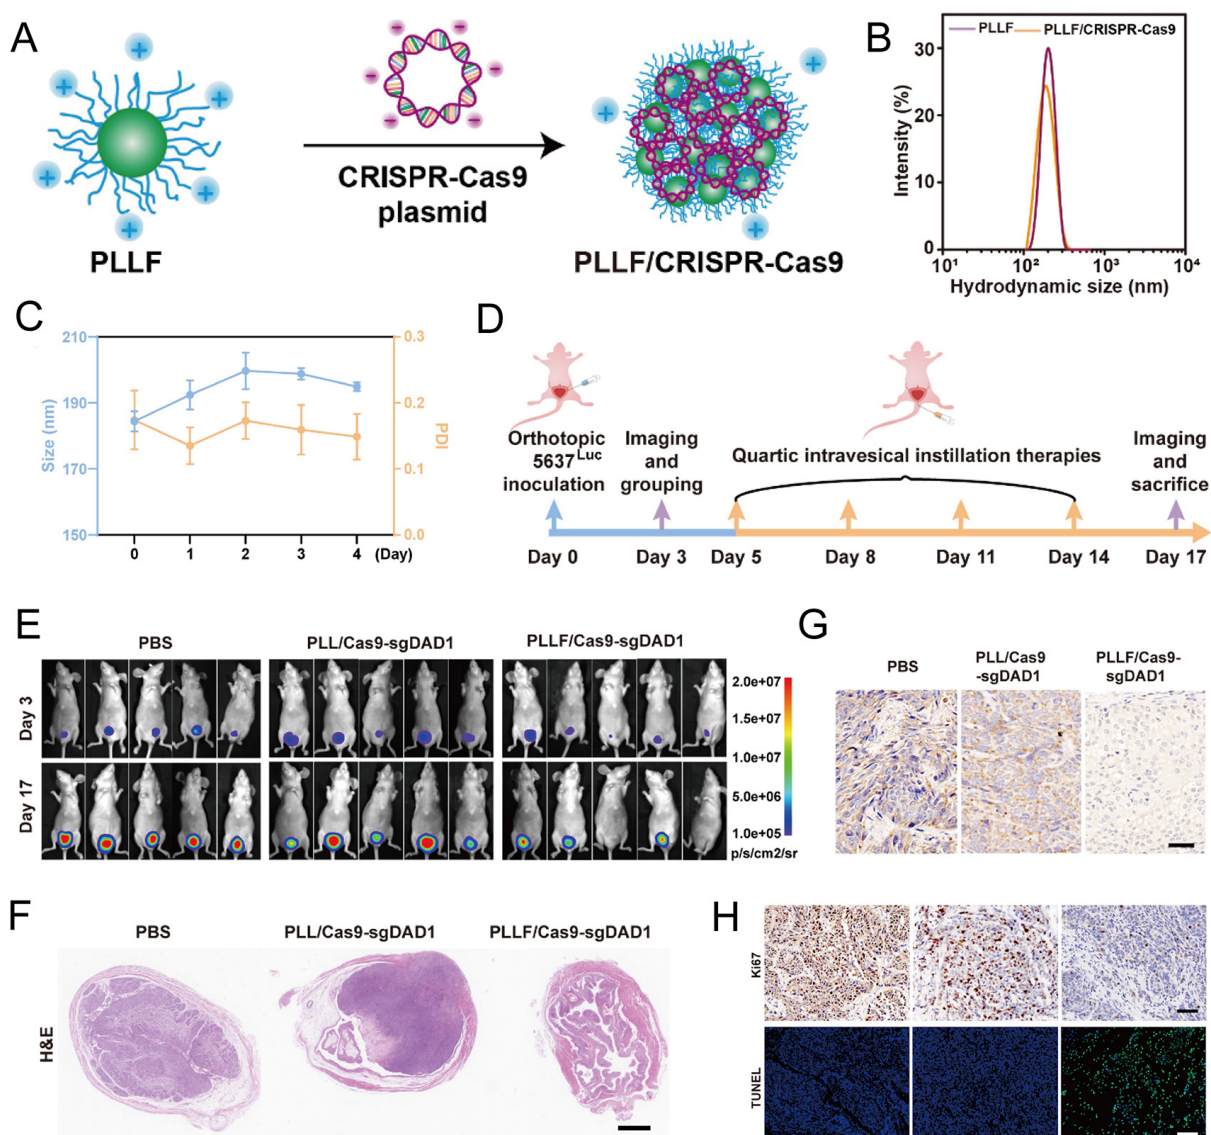 A
PLLF
CRISPR-Cas9
plasmid
PLLF/CRISPR-Cas9
B
PLLF
PLLF/CRISPR-Cas9
Intensity (%)
30
20
10
0
10¹
10²
10³
10⁴
Hydrodynamic size (nm)
C
210
190
170
150
Size (nm)
0.3
0.2
0.1
0.0
PDI
0
1
2
3
4
(Day)
D
Orthotopic
5637Luc
inoculation
Imaging
and
grouping
Quartic intravesical instillation therapies
Imaging
and
sacrifice
Day 0
Day 3
Day 5
Day 8
Day 11
Day 14
Day 17
E
PBS
PLL/Cas9-sgDAD1
PLLF/Cas9-sgDAD1
Day 3
Day 17
2.0e+07
1.5e+07
1.0e+07
5.0e+06
1.0e+05
p/s/cm2/sr
F
PBS
PLL/Cas9-sgDAD1
PLLF/Cas9-sgDAD1
H&E
G
PBS
PLL/Cas9
-sgDAD1
PLLF/Cas9-
sgDAD1
H
Ki67
TUNEL